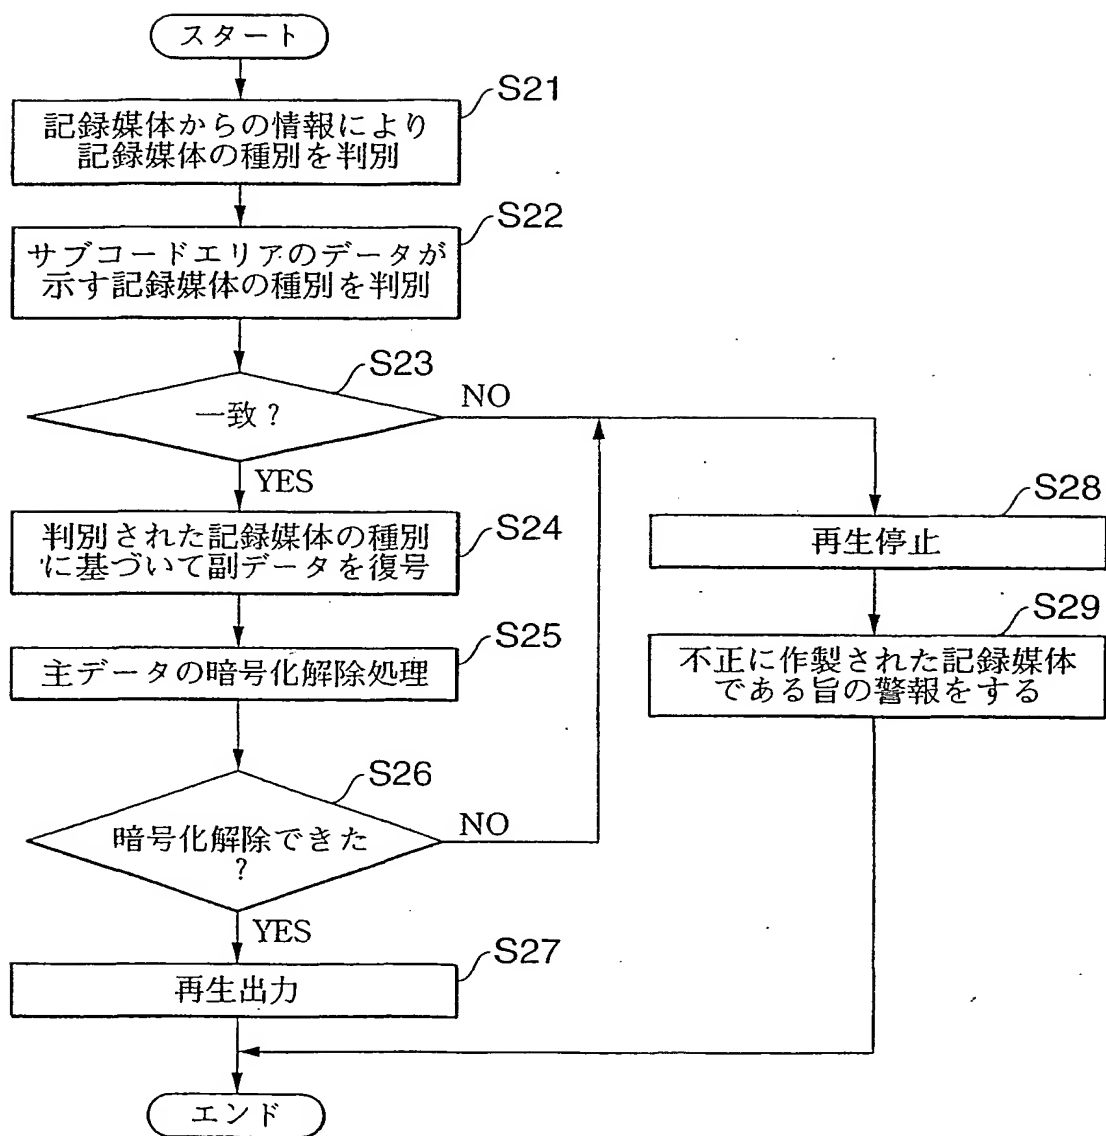 スタート
S21
記録媒体からの情報により
記録媒体の種別を判別
S22
サブコードエリアのデータが
示す記録媒体の種別を判別
S23
一致?
NO
YES
S24
判別された記録媒体の種別
に基づいて副データを復号
S28
再生停止
S25
主データの暗号化解除処理
S29
不正に作製された記録媒体
である旨の警報をする
S26
暗号化解除できた
?
NO
YES
S27
再生出力
エンド